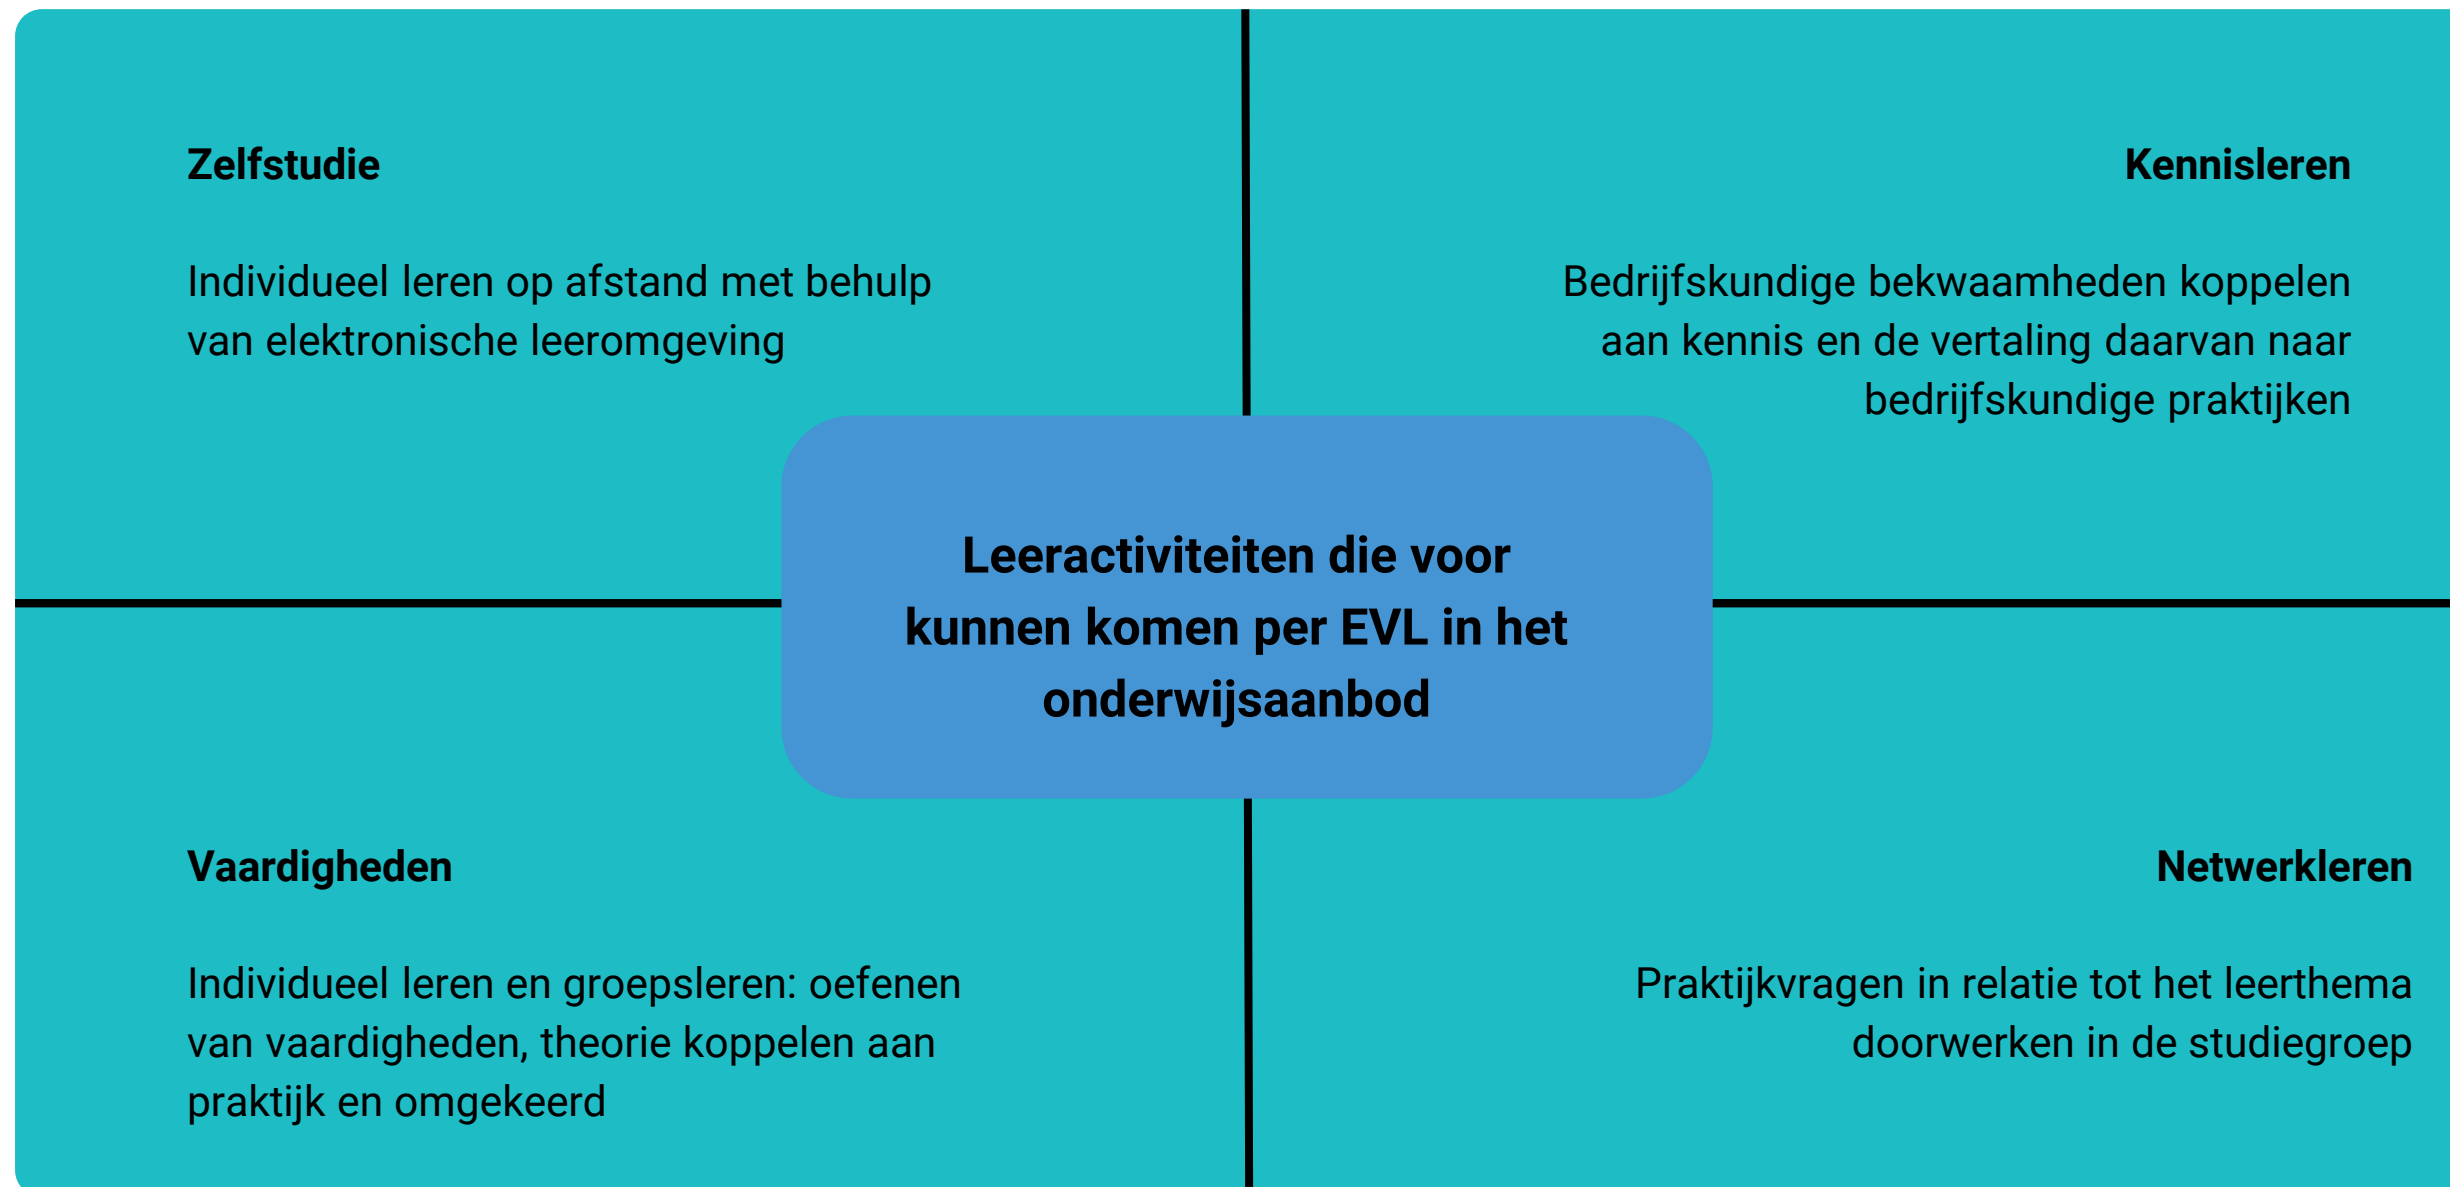 Zelfstudie
Individueel leren op afstand met behulp
van elektronische leeromgeving
Kennisleren
Bedrijfskundige bekwaamheden koppelen
aan kennis en de vertaling daarvan naar
bedrijfskundige praktijken
Leeractiviteiten die voor
kunnen komen per EVL in het
onderwijsaanbod
Vaardigheden
Individueel leren en groepsleren: oefenen
van vaardigheden, theorie koppelen aan
praktijk en omgekeerd
Netwerkleren
Praktijkvragen in relatie tot het leerthema
doorwerken in de studiegroep